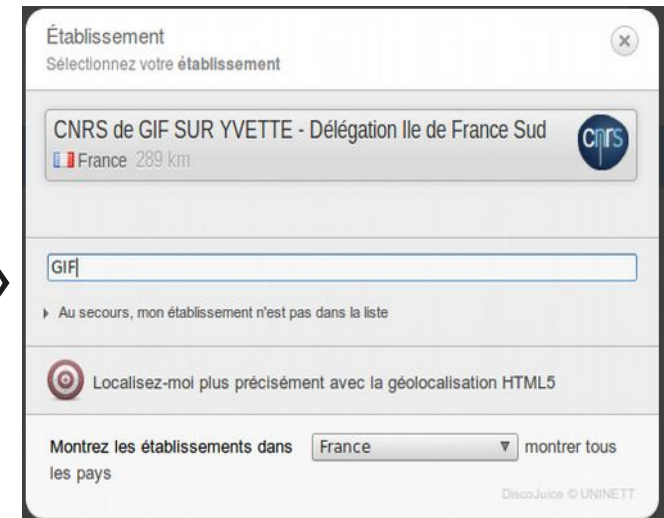 Établissement
Sélectionnez votre établissement
CNRS de GIF SUR YVETTE - Délégation Ile de France Sud
France 289 km
cnrs
GIF
Au secours, mon établissement n'est pas dans la liste
Localisez-moi plus précisément avec la géolocalisation HTML5
Montrez les établissements dans France montrer tous
les pays
DiscoJuice © UNINETT